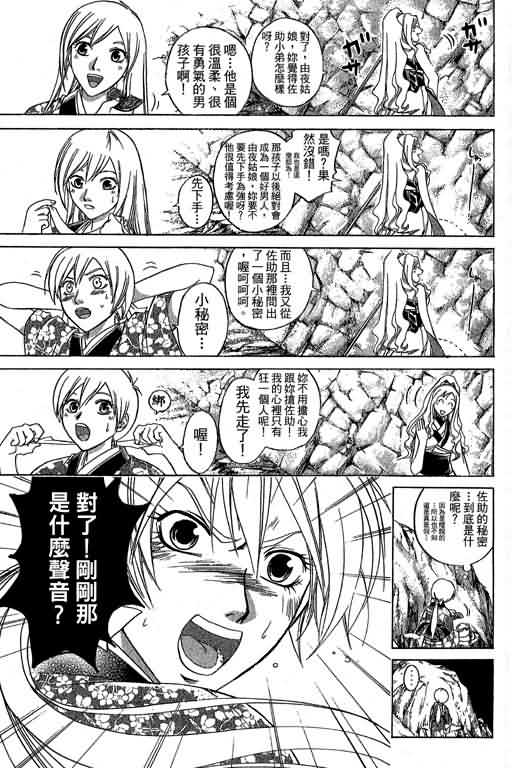 對了，由夜姑
娘，妳覺得佐
助小弟怎麼樣
呀？
嗯…他是個
很溫柔、很
有勇氣的男
孩子啊！
是嗎？果
然沒錯！
那孩子以後絕對會
成為一個好男人，
由夜姑娘，妳要不
要先下手為強呀？
他很值得考慮喔！
先下手…
而且…我又從
佐助那裡問出
了一個小秘密
，喔呵呵呵。
小秘密…
妳不用擔心我
跟妳搶佐助！
我的心裡只有
狂一個人呢！
我先走了！
喔！
綁
佐助的秘密
…到底是什
麼呢？
對了！剛剛那
是什麼聲音？
……